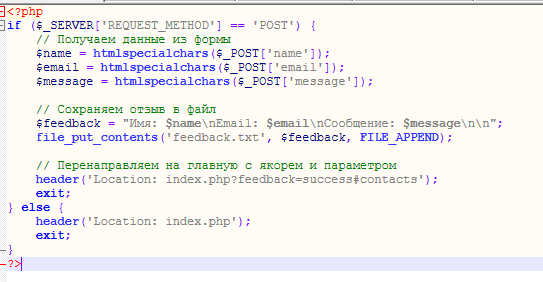 <?php
if ($_SERVER['REQUEST_METHOD'] == 'POST') {
// Получаем данные из формы
$name = htmlspecialchars($_POST['name']);
$email = htmlspecialchars($_POST['email']);
$message = htmlspecialchars($_POST['message']);
// Сохраняем отзыв в файл
$feedback = "Имя: $name\nEmail: $email\nСообщение: $message\n\n";
file_put_contents('feedback.txt', $feedback, FILE_APPEND);
// Перенаправляем на главную с якорем и параметром
header('Location: index.php?feedback=success#contacts');
exit;
} else {
header('Location: index.php');
exit;
}
?>